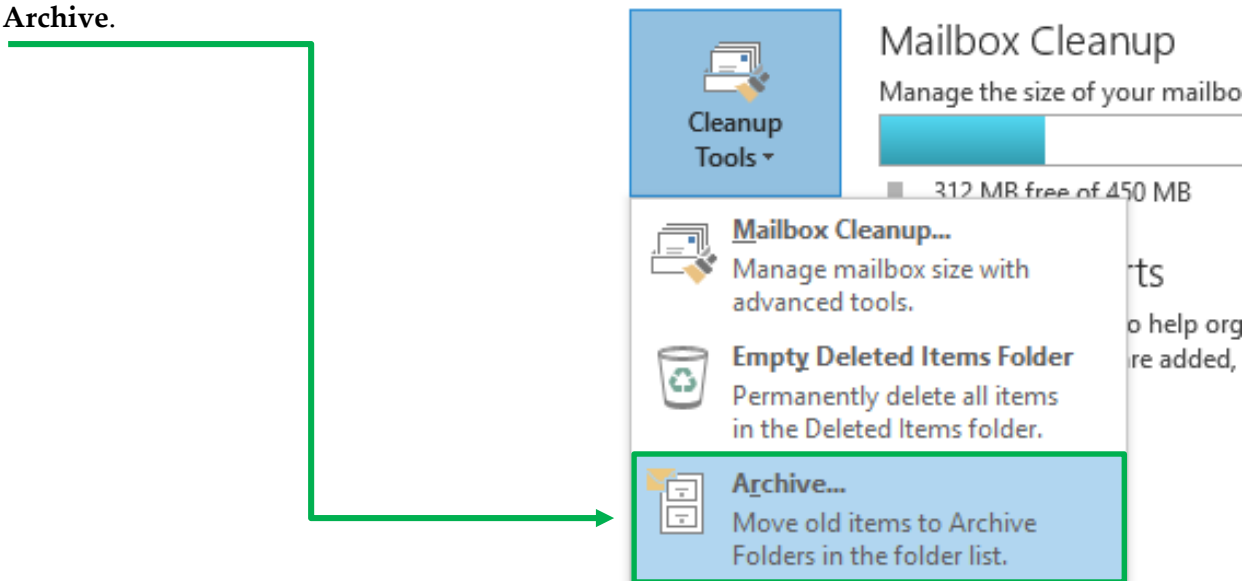 Archive.
Cleanup
Tools
Mailbox Cleanup
Manage the size of your mailbo
312 MB free of 450 MB
Mailbox Cleanup...
Manage mailbox size with
advanced tools.
Empty Deleted Items Folder
Permanently delete all items
in the Deleted Items folder.
Archive...
Move old items to Archive
Folders in the folder list.
rts
o help org
re added,